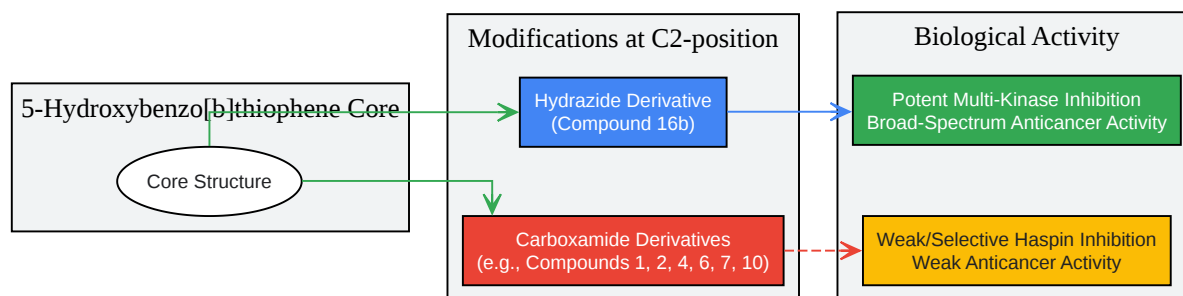 5-Hydroxybenzo[b]thiophene Core
Core Structure
Modifications at C2-position
Hydrazide Derivative
(Compound 16b)
Carboxamide Derivatives
(e.g., Compounds 1, 2, 4, 6, 7, 10)
Biological Activity
Potent Multi-Kinase Inhibition
Broad-Spectrum Anticancer Activity
Weak/Selective Haspin Inhibition
Weak Anticancer Activity